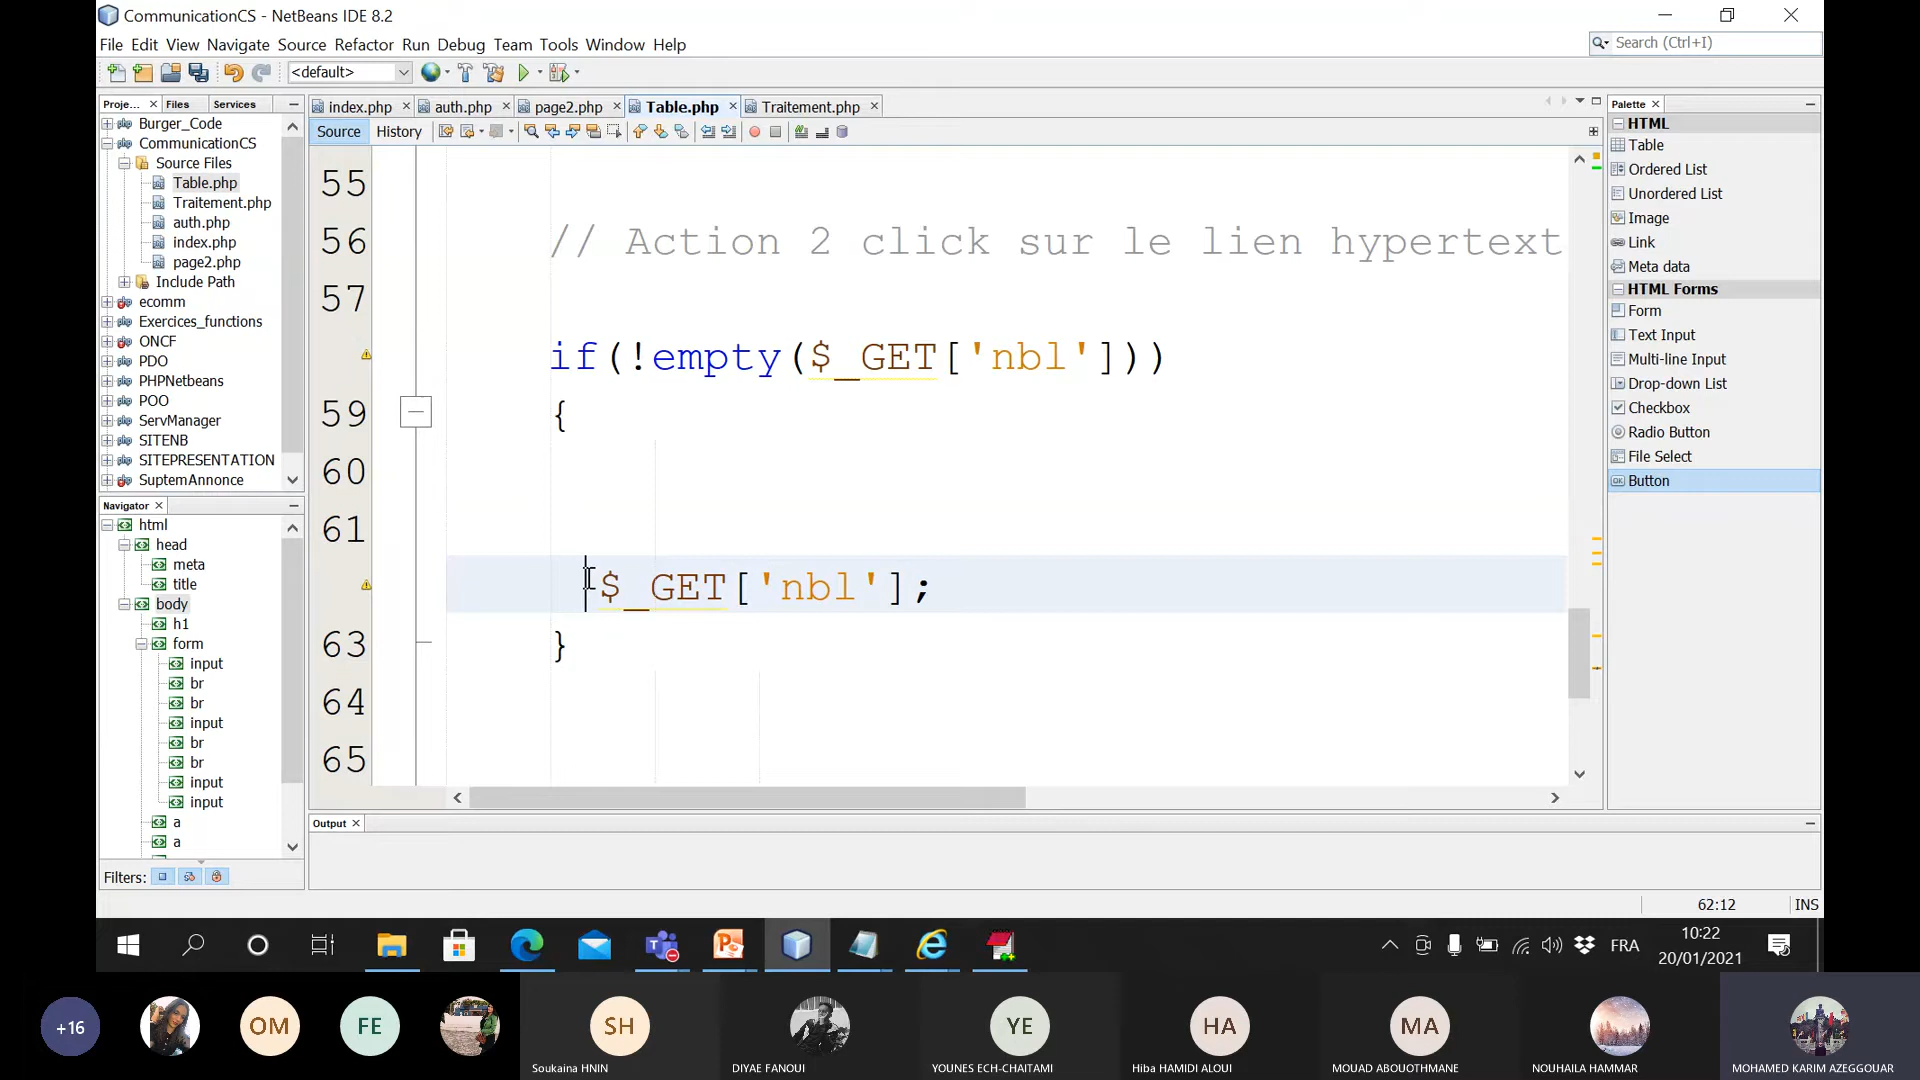 CommunicationCS - NetBeans IDE 8.2
File Edit View Navigate Source Refactor Run Debug Team Tools Window Help
Search (Ctrl+I)
<default>
Proje... Files Services
index.php auth.php page2.php Table.php Traitement.php
Source History
Burger_Code
CommunicationCS
Source Files
Table.php
Traitement.php
auth.php
index.php
page2.php
Include Path
ecomm
Exercices_functions
ONCF
PDO
PHPNetbeans
POO
ServManager
SITENB
SITEPRESENTATION
SuptemAnnonce
Navigator
html
head
meta
title
body
h1
form
input
br
br
input
br
br
input
input
a
a
Filters:
55
56 // Action 2 click sur le lien hypertext
57
if(!empty($_GET['nbl']))
59 {
60
61
$_GET['nbl'];
63 }
64
65
Output
Palette
HTML
Table
Ordered List
Unordered List
Image
Link
Meta data
HTML Forms
Form
Text Input
Multi-line Input
Drop-down List
Checkbox
Radio Button
File Select
Button
62:12 INS
FRA
10:22
20/01/2021
+16
OM
FE
SH
YE
HA
MA
Soukaina HNIN
DIYAE FANOUI
YOUNES ECH-CHAITAMI
Hiba HAMIDI ALOUI
MOUAD ABOUOTHMANE
NOUHAILA HAMMAR
MOHAMED KARIM AZEGGOUAR